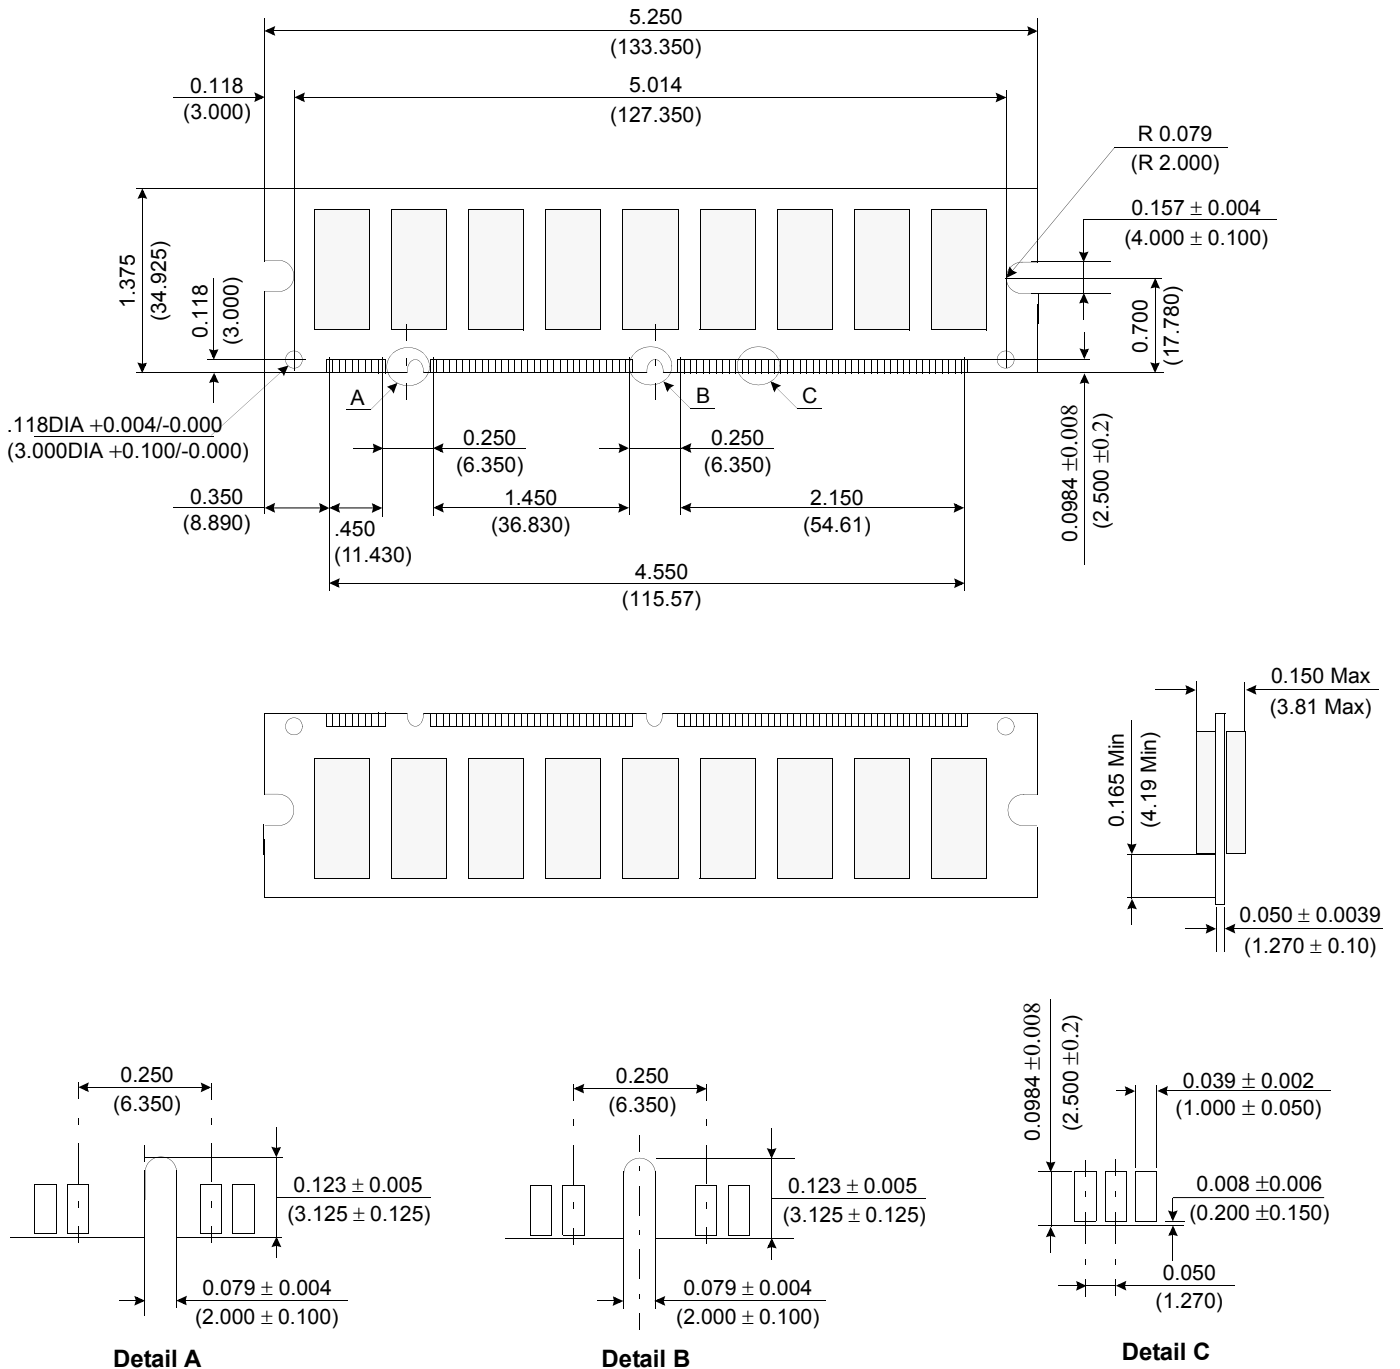 5.250
(133.350)
0.118
(3.000)
5.014
(127.350)
R 0.079
(R 2.000)
0.157 ± 0.004
(4.000 ± 0.100)
1.375
(34.925)
0.118
(3.000)
0.700
(17.780)
A
B
C
.118DIA +0.004/-0.000
(3.000DIA +0.100/-0.000)
0.250
(6.350)
0.250
(6.350)
0.0984 ±0.008
(2.500 ±0.2)
0.350
(8.890)
.450
(11.430)
1.450
(36.830)
2.150
(54.61)
4.550
(115.57)
0.150 Max
(3.81 Max)
0.165 Min
(4.19 Min)
0.050 ± 0.0039
(1.270 ± 0.10)
0.250
(6.350)
0.123 ± 0.005
(3.125 ± 0.125)
0.079 ± 0.004
(2.000 ± 0.100)
Detail A
0.250
(6.350)
0.123 ± 0.005
(3.125 ± 0.125)
0.079 ± 0.004
(2.000 ± 0.100)
Detail B
0.0984 ±0.008
(2.500 ±0.2)
0.039 ± 0.002
(1.000 ± 0.050)
0.008 ±0.006
(0.200 ±0.150)
0.050
(1.270)
Detail C